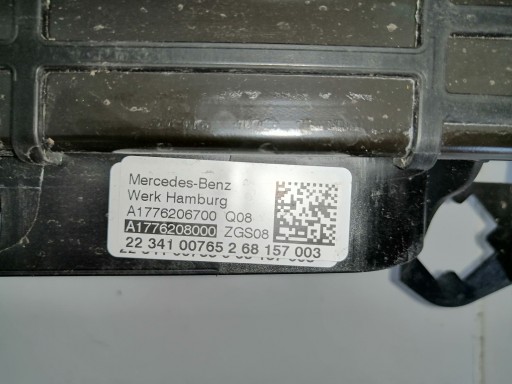 Mercedes-Benz
Werk Hamburg
A1776206700 Q08
A1776208000 ZGS08
22 341 00765 2 68 157 003